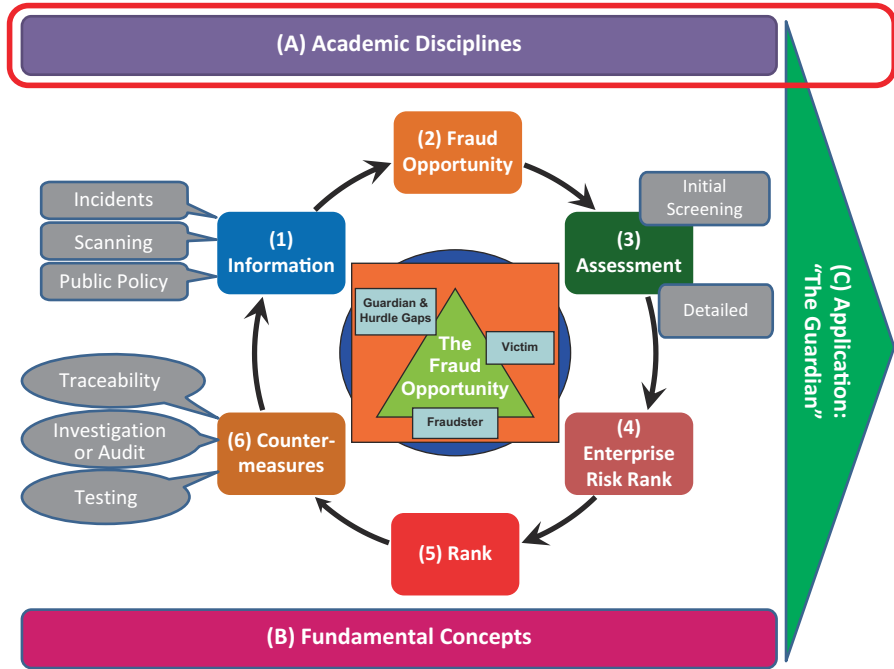 (A) Academic Disciplines
(2) Fraud
Opportunity
Incidents
Scanning
Public Policy
(1)
Information
Initial
Screening
(3)
Assessment
Detailed
Guardian &
Hurdle Gaps
Victim
The
Fraud
Opportunity
Fraudster
Traceability
Investigation
or Audit
Testing
(6) Counter-
measures
(4)
Enterprise
Risk Rank
(5) Rank
(B) Fundamental Concepts
(C) Application:
“The Guardian”